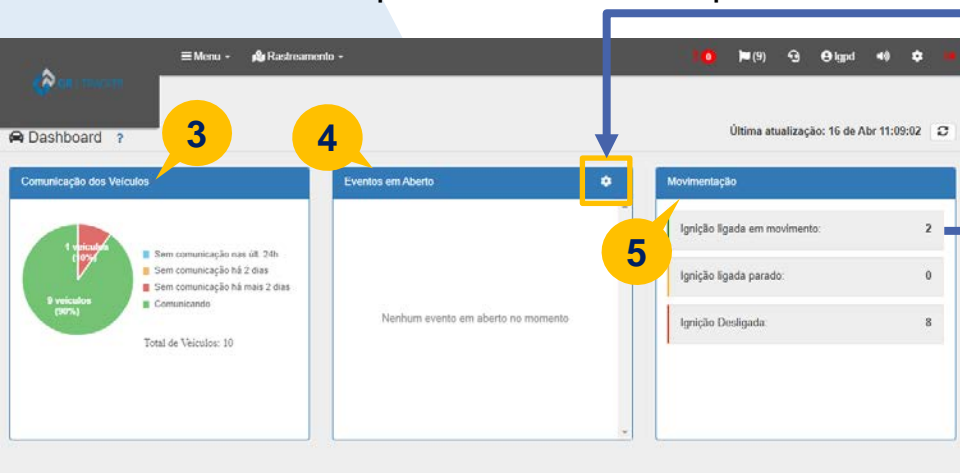 Menu
Rastreamento
0
(9)
lgpd
Dashboard ?
3
4
Última atualização: 16 de Abr 11:09:02
Comunicação dos Veículos
Eventos em Aberto
Movimentação
1 veículos
(10%)
9 veículos
(90%)
Sem comunicação nas últ. 24h
Sem comunicação há 2 dias
Sem comunicação há mais 2 dias
Comunicando
Total de Veículos: 10
Nenhum evento em aberto no momento
5
Ignição ligada em movimento: 2
Ignição ligada parado: 0
Ignição Desligada: 8